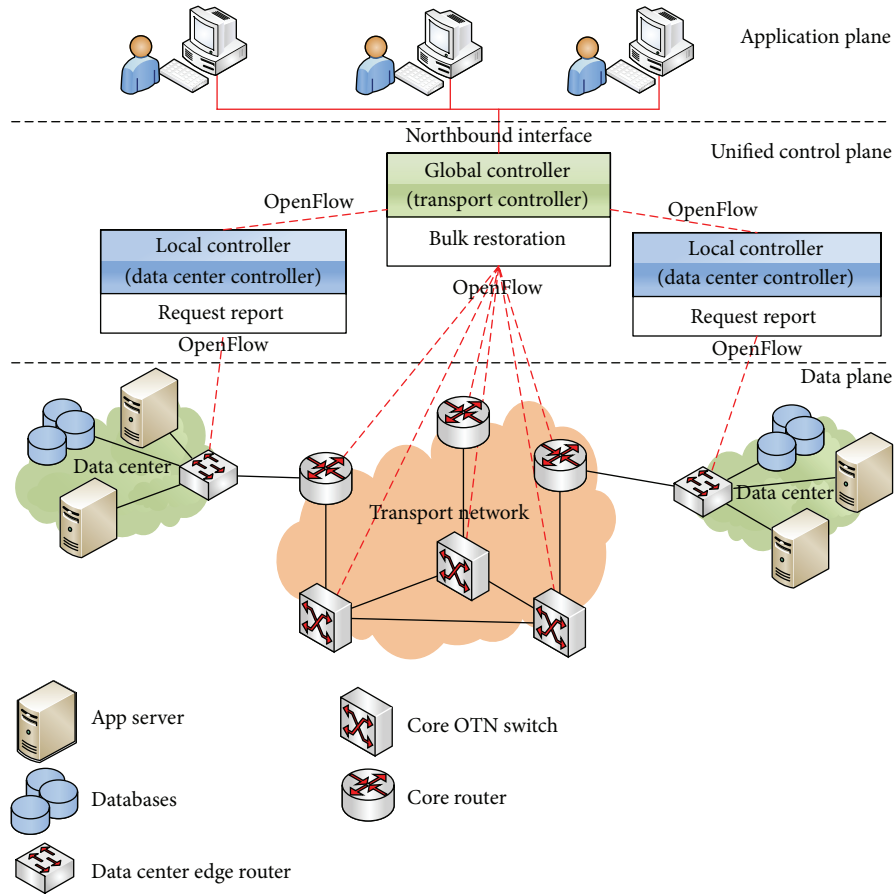 Application plane
Northbound interface
Unified control plane
Global controller
(transport controller)
Bulk restoration
OpenFlow
OpenFlow
Local controller
(data center controller)
Request report
Local controller
(data center controller)
Request report
OpenFlow
OpenFlow
OpenFlow
Data plane
Data center
Transport network
Data center
App server
Core OTN switch
Databases
Core router
Data center edge router